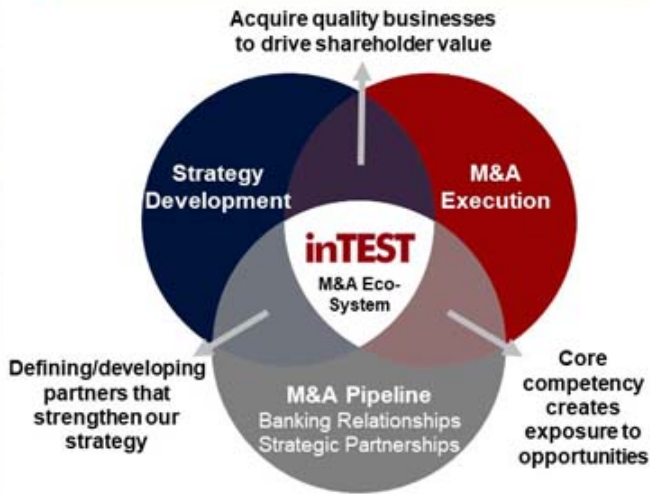 Acquire quality businesses
to drive shareholder value
Strategy
Development
M&A
Execution
inTEST
M&A Eco-
System
Defining/developing
partners that
strengthen our
strategy
M&A Pipeline
Banking Relationships
Strategic Partnerships
Core
competency
creates
exposure to
opportunities